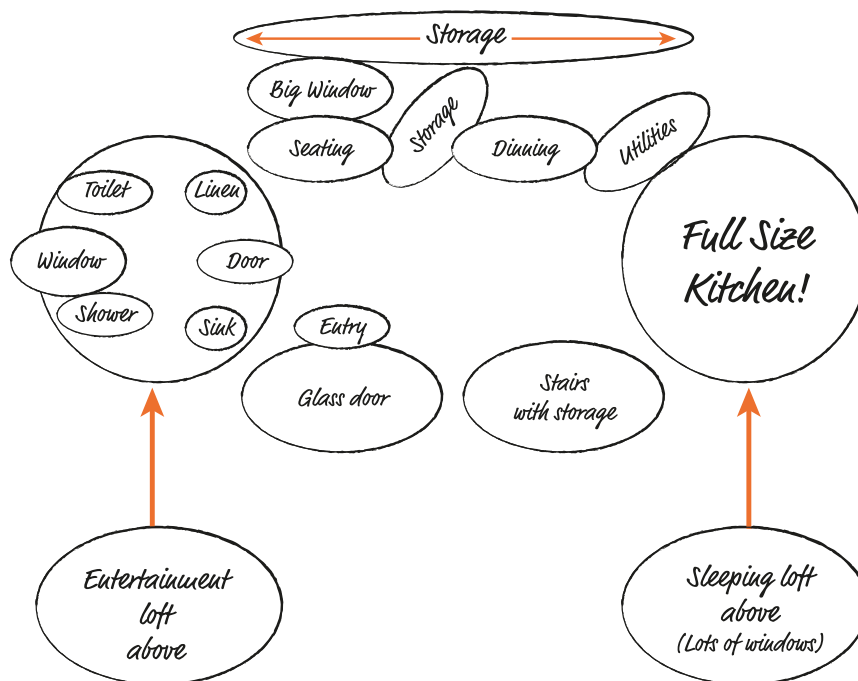 Storage
Big Window
Storage
Seating
Dinning
Utilities
Toilet
Linen
Window
Door
Shower
Sink
Full Size
Kitchen!
Entry
Glass door
Stairs
with storage
Entertainment
loft
above
Sleeping loft
above
(Lots of windows)